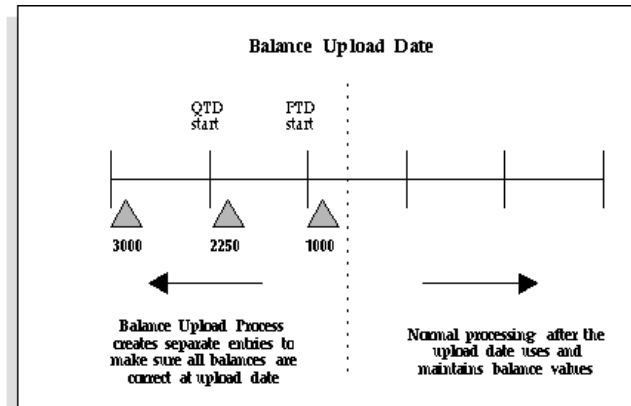 Balance Upload Date
QTD
start
PTD
start
3000
2250
1000
Balance Upload Process
creates separate entries to
make sure all balances are
correct at upload date
Normal processing after the
upload date uses and
maintains balance values